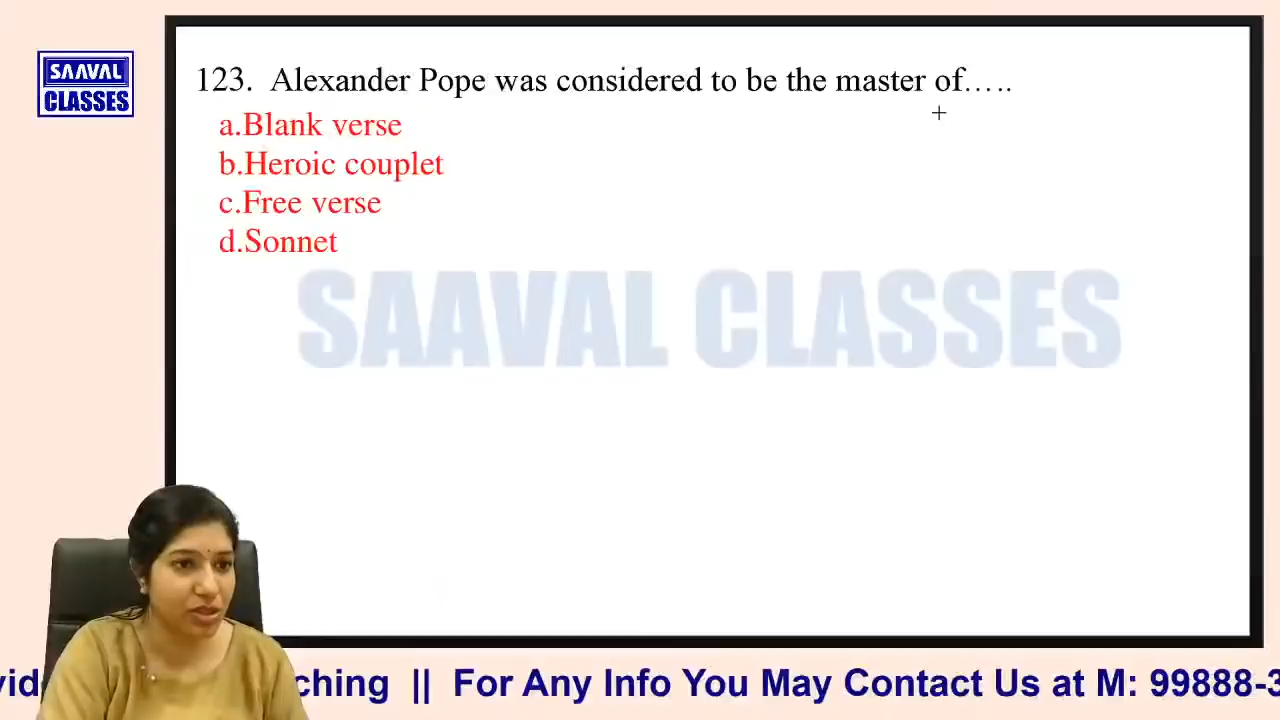 SAAVAL
CLASSES
123. Alexander Pope was considered to be the master of…..
a.Blank verse
b.Heroic couplet
c.Free verse
d.Sonnet
SAAVAL CLASSES
ching || For Any Info You May Contact Us at M: 99888-3